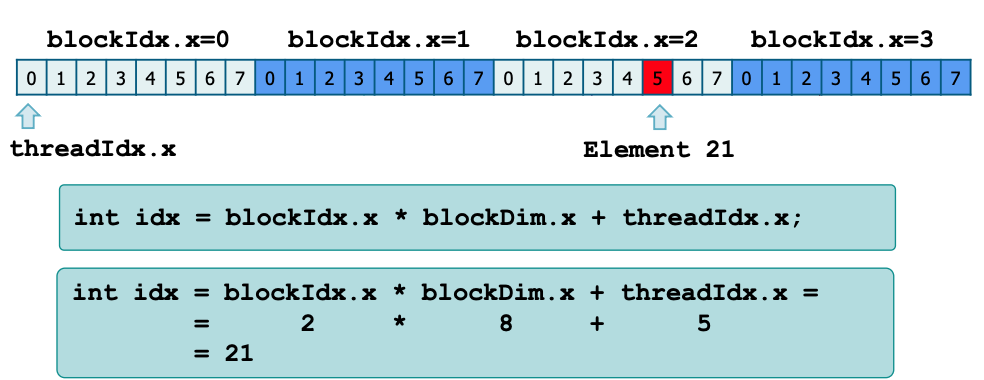 blockIdx.x=0 blockIdx.x=1 blockIdx.x=2 blockIdx.x=3
0 1 2 3 4 5 6 7 0 1 2 3 4 5 6 7 0 1 2 3 4 5 6 7 0 1 2 3 4 5 6 7
threadIdx.x Element 21
int idx = blockIdx.x * blockDim.x + threadIdx.x;
int idx = blockIdx.x * blockDim.x + threadIdx.x =
= 2 * 8 + 5
= 21